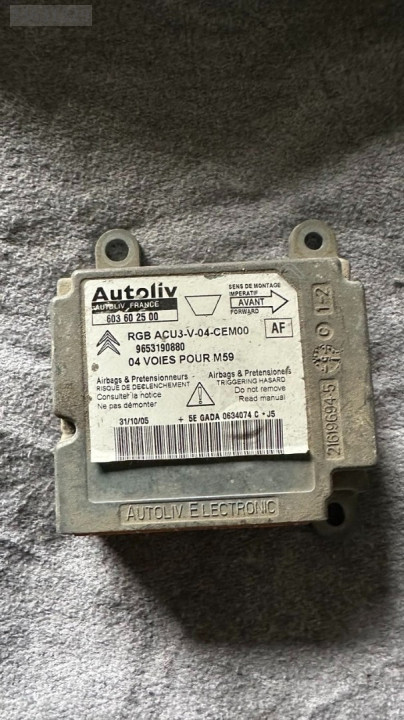 Autoliv
AUTOLIV FRANCE
603 60 25 00
SENS DE MONTAGE
IMPERATIF
AVANT
FORWARD
AF
RGB ACU3-V-04-CEM00
9653190880
04 VOIES POUR M59
Airbags & Pretensionneurs
RISQUE DE DECLENCHEMENT
Consulter la notice
Ne pas démonter
Airbags & Pretensioners
TRIGGERING HASARD
Do not remove
Read manual
31/10/05
+ 5E GADA 0634074 C * J5
AUTOLIV ELECTRONIC
21619694-5